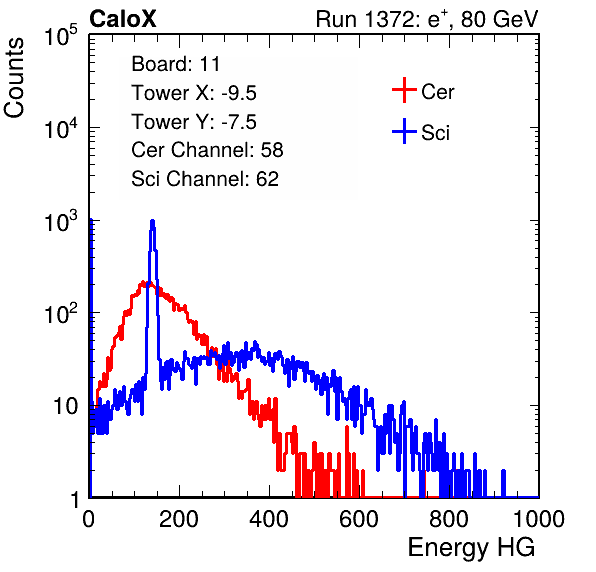 CaloX Run 1372: e⁺, 80 GeV
Counts
Board: 11
Tower X: -9.5
Tower Y: -7.5
Cer Channel: 58
Sci Channel: 62
Cer
Sci
10⁵
10⁴
10³
10²
10
1
0 200 400 600 800 1000
Energy HG